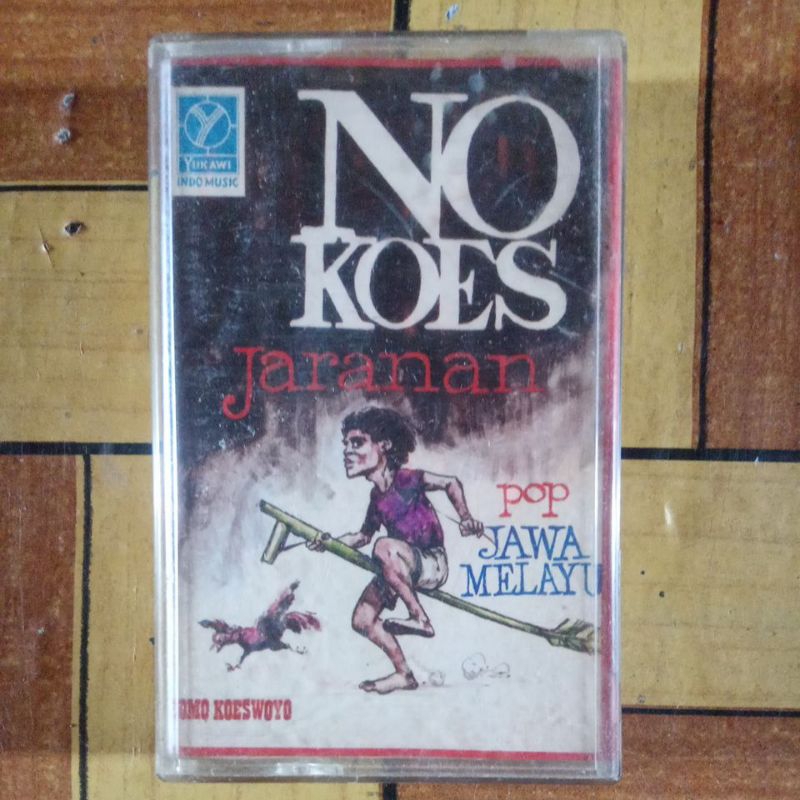 YUKAWI
INDO MUSIC
NO
KOES
Jaranan
pop
JAWA
MELAYU
OMO KOESWOYO